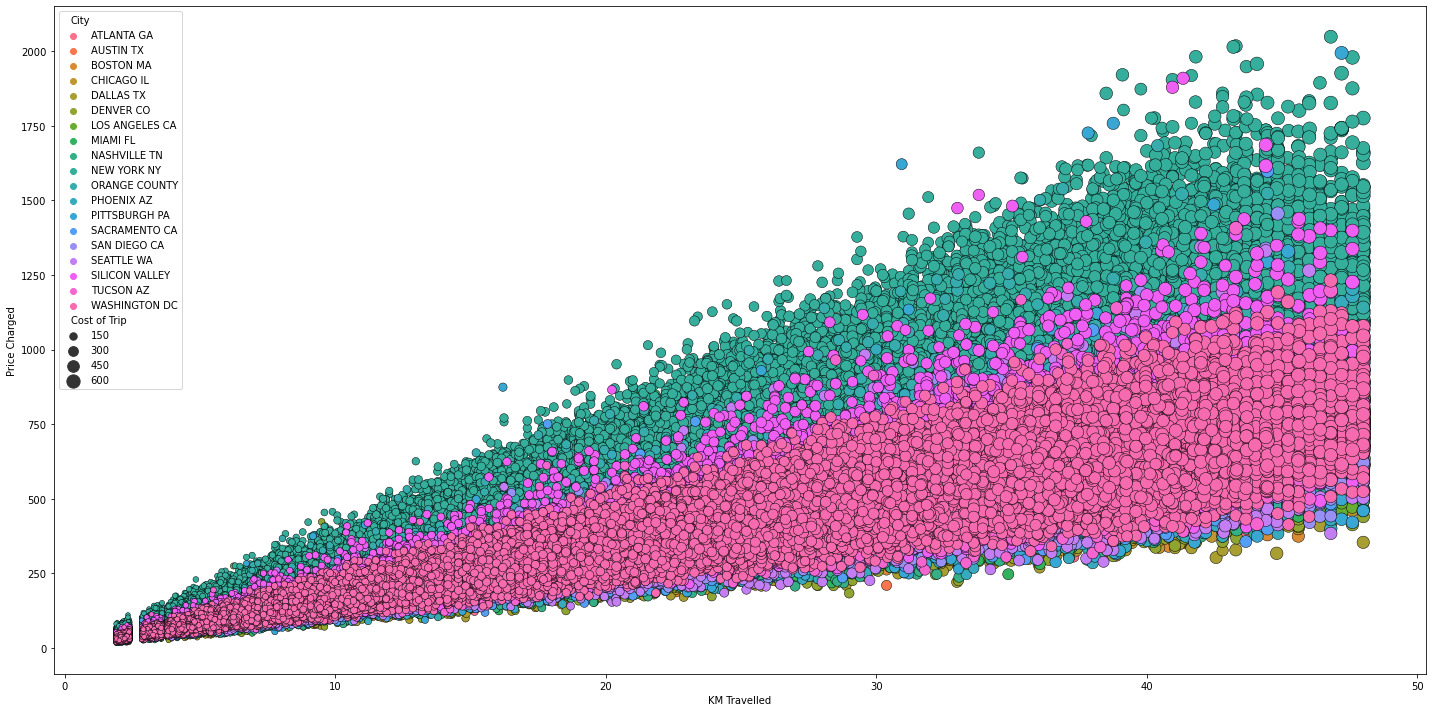 City
ATLANTA GA
AUSTIN TX
BOSTON MA
CHICAGO IL
DALLAS TX
DENVER CO
LOS ANGELES CA
MIAMI FL
NASHVILLE TN
NEW YORK NY
ORANGE COUNTY
PHOENIX AZ
PITTSBURGH PA
SACRAMENTO CA
SAN DIEGO CA
SEATTLE WA
SILICON VALLEY
TUCSON AZ
WASHINGTON DC
Cost of Trip
150
300
450
600
2000
1750
1500
1250
1000
750
500
250
0
Price Charged
0 10 20 30 40 50
KM Travelled